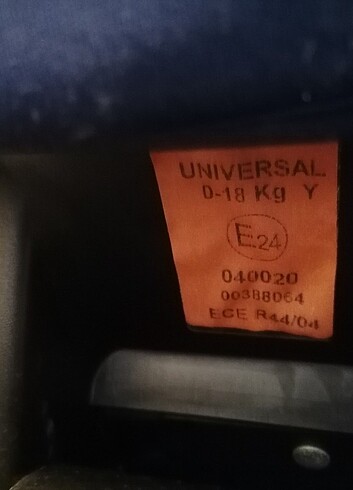 UNIVERSAL
0-18 Kg Y
E24
040020
00388064
ECE R44/04